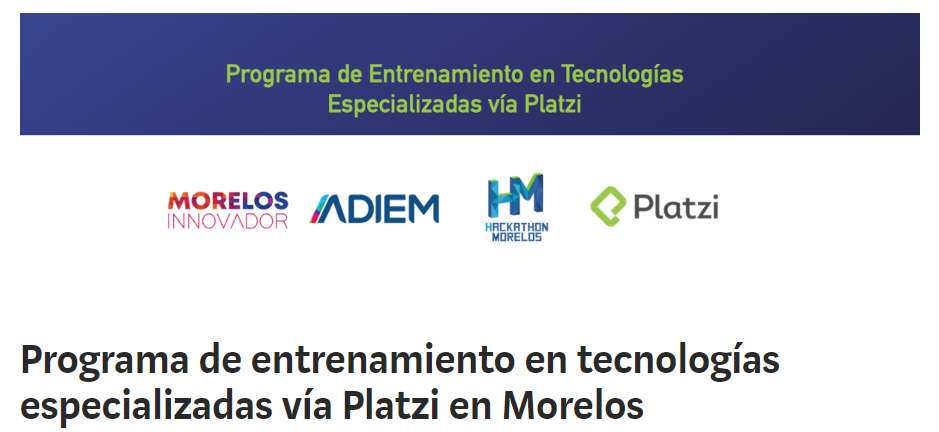 Programa de Entrenamiento en Tecnologías
Especializadas vía Platzi
MORELOS
INNOVADOR
ADIEM
HM
HACKATHON
MORELOS
Platzi
Programa de entrenamiento en tecnologías
especializadas vía Platzi en Morelos